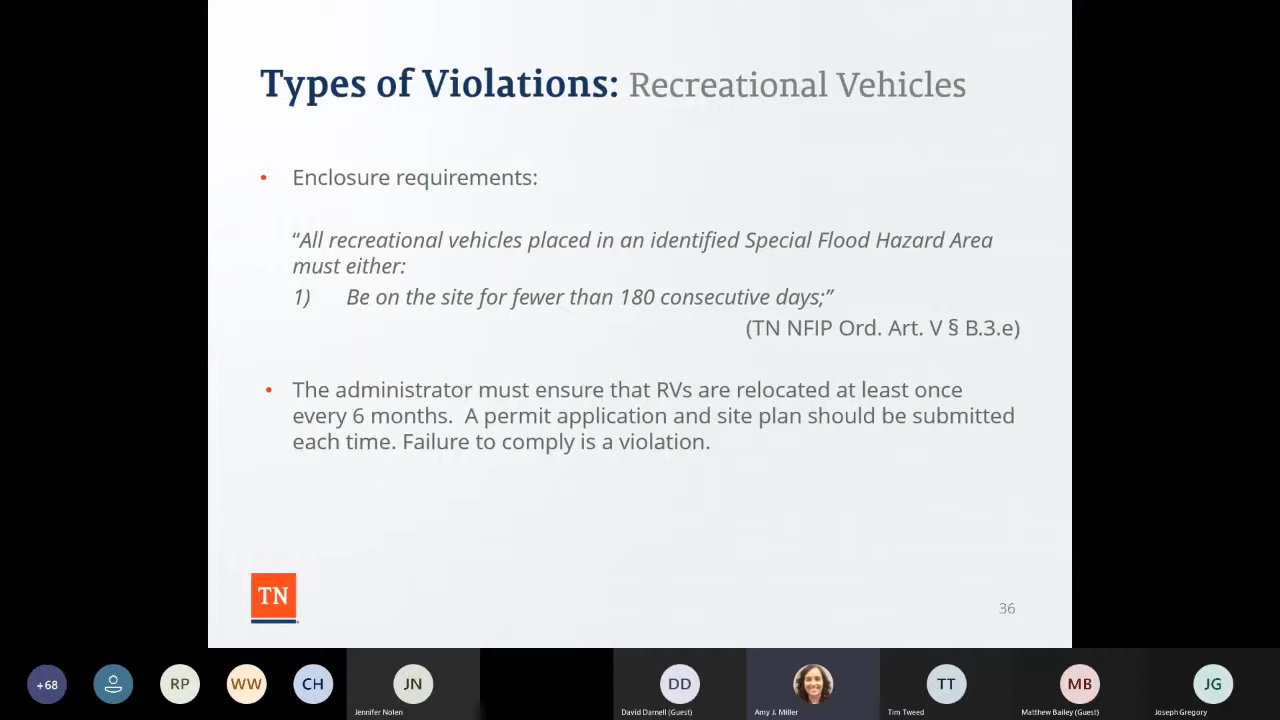 Types of Violations: Recreational Vehicles
• Enclosure requirements:
“All recreational vehicles placed in an identified Special Flood Hazard Area
must either:
1) Be on the site for fewer than 180 consecutive days;”
(TN NFIP Ord. Art. V § B.3.e)
• The administrator must ensure that RVs are relocated at least once
every 6 months.  A permit application and site plan should be submitted
each time. Failure to comply is a violation.
TN
36
+68
RP
WW
CH
JN
DD
TT
MB
JG
Jennifer Nolen
David Darnell (Guest)
Amy J. Miller
Tim Tweed
Matthew Bailey (Guest)
Joseph Gregory